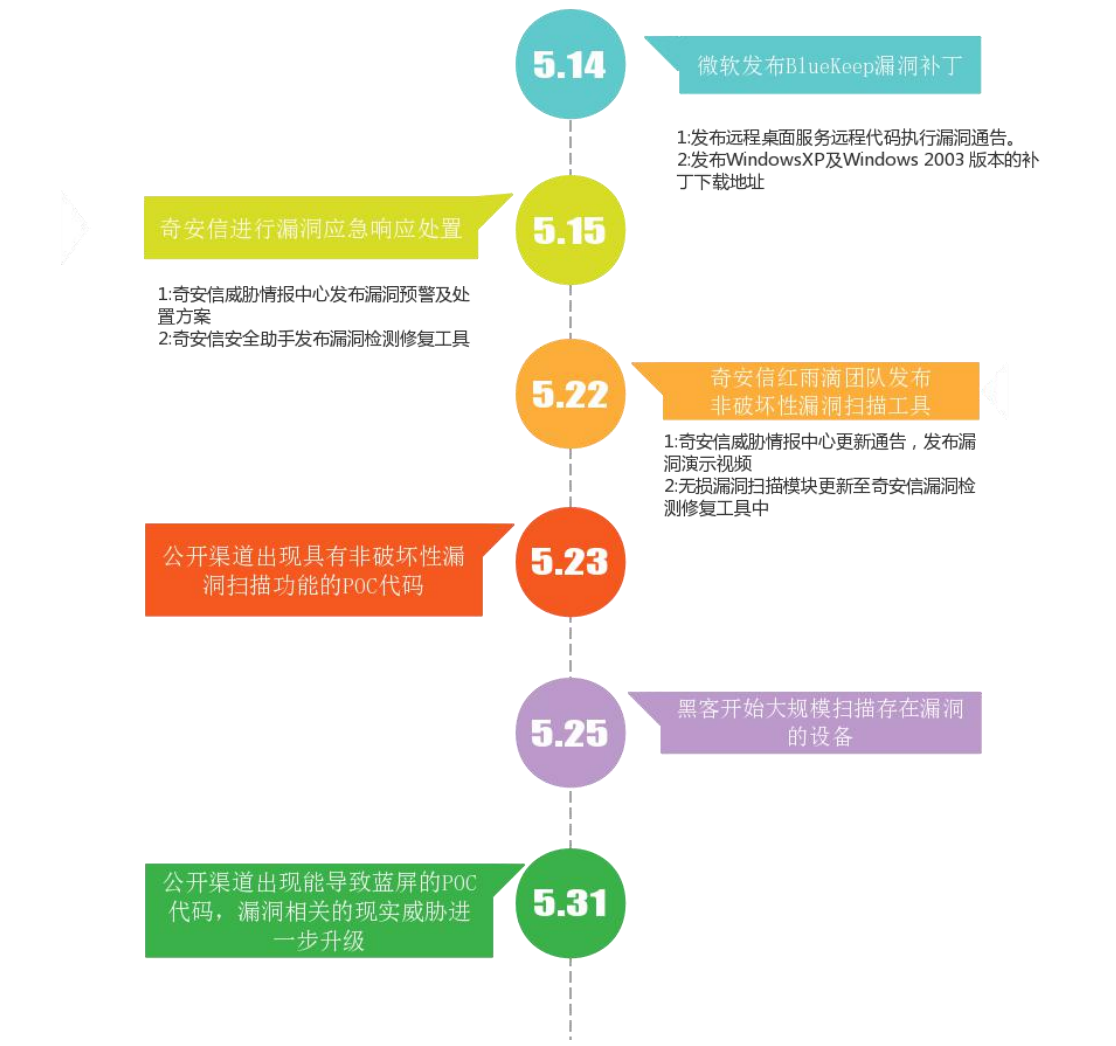 5.14
微软发布BlueKeep漏洞补丁
1:发布远程桌面服务远程代码执行漏洞通告。
2:发布WindowsXP及Windows 2003 版本的补
丁下载地址
5.15
奇安信进行漏洞应急响应处置
1:奇安信威胁情报中心发布漏洞预警及处
置方案
2:奇安信安全助手发布漏洞检测修复工具
5.22
奇安信红雨滴团队发布
非破坏性漏洞扫描工具
1:奇安信威胁情报中心更新通告，发布漏
洞演示视频
2:无损漏洞扫描模块更新至奇安信漏洞检
测修复工具中
5.23
公开渠道出现具有非破坏性漏
洞扫描功能的POC代码
5.25
黑客开始大规模扫描存在漏洞
的设备
5.31
公开渠道出现能导致蓝屏的POC
代码，漏洞相关的现实威胁进
一步升级